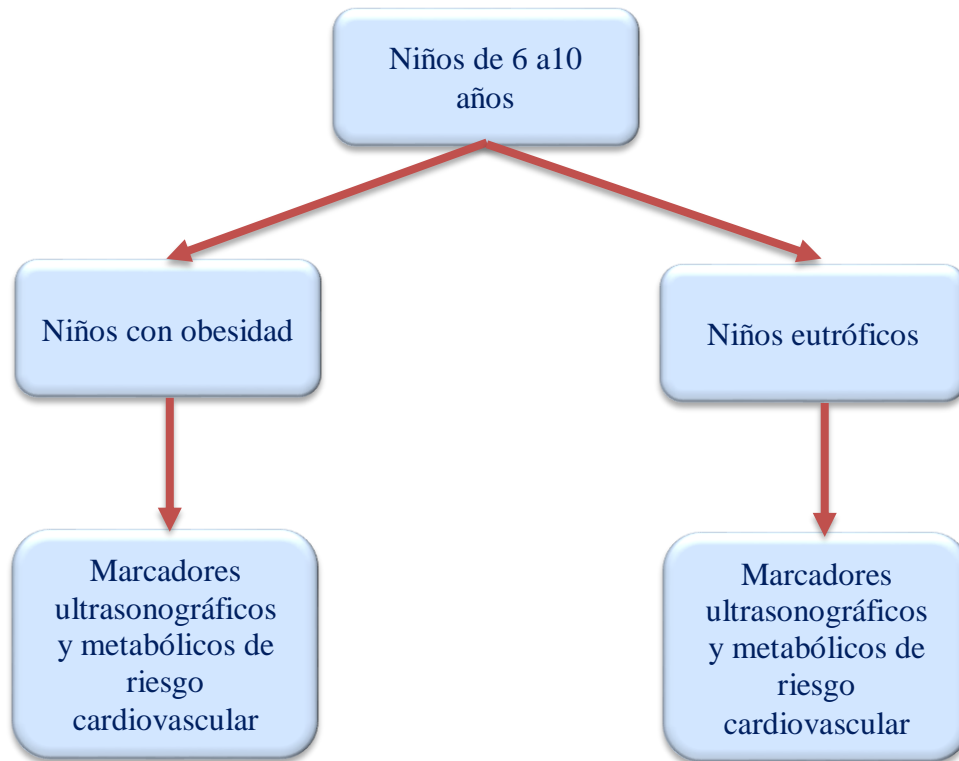 Niños de 6 a10
años
Niños con obesidad
Niños eutróficos
Marcadores
ultrasonográficos
y metabólicos de
riesgo
cardiovascular
Marcadores
ultrasonográficos
y metabólicos de
riesgo
cardiovascular